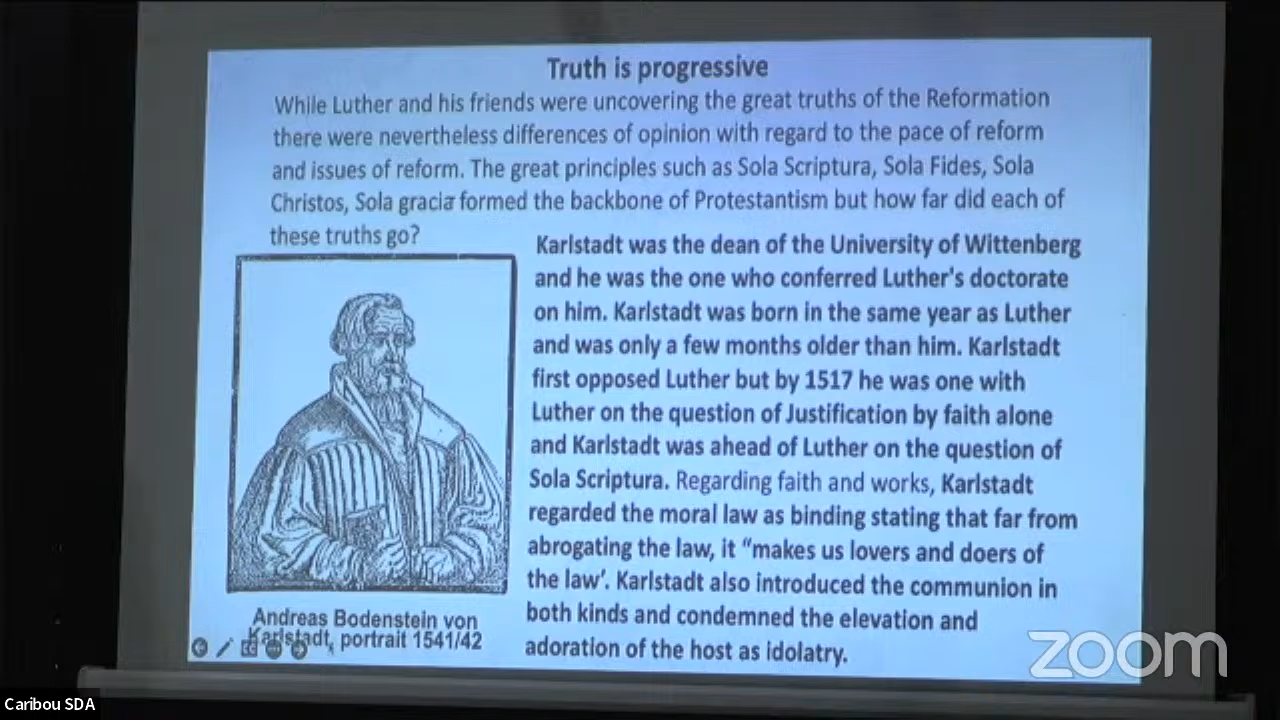 Truth is progressive
While Luther and his friends were uncovering the great truths of the Reformation
there were nevertheless differences of opinion with regard to the pace of reform
and issues of reform. The great principles such as Sola Scriptura, Sola Fides, Sola
Christos, Sola gracia formed the backbone of Protestantism but how far did each of
these truths go?
Karlstadt was the dean of the University of Wittenberg
and he was the one who conferred Luther's doctorate
on him. Karlstadt was born in the same year as Luther
and was only a few months older than him. Karlstadt
first opposed Luther but by 1517 he was one with
Luther on the question of Justification by faith alone
and Karlstadt was ahead of Luther on the question of
Sola Scriptura. Regarding faith and works, Karlstadt
regarded the moral law as binding stating that far from
abrogating the law, it “makes us lovers and doers of
the law’. Karlstadt also introduced the communion in
both kinds and condemned the elevation and
adoration of the host as idolatry.
Andreas Bodenstein von
Karlstadt, portrait 1541/42
zoom
Caribou SDA